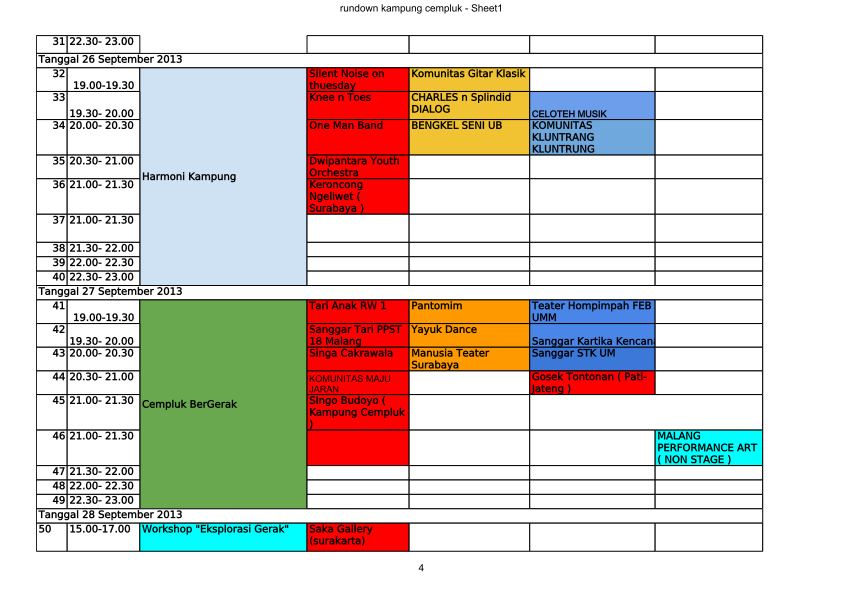 rundown kampung cempluk - Sheet1
31 22.30- 23.00
Tanggal 26 September 2013
32 19.00-19.30 Silent Noise on thuesday Komunitas Gitar Klasik
33 19.30- 20.00 Knee n Toes CHARLES n Splindid DIALOG CELOTEH MUSIK
34 20.00- 20.30 One Man Band BENGKEL SENI UB KOMUNITAS KLUNTRANG KLUNTRUNG
35 20.30- 21.00 Dwipantara Youth Orchestra
Harmoni Kampung
36 21.00- 21.30 Keroncong Ngeliwet ( Surabaya )
37 21.00- 21.30
38 21.30- 22.00
39 22.00- 22.30
40 22.30- 23.00
Tanggal 27 September 2013
41 19.00-19.30 Tari Anak RW 1 Pantomim Teater Hompimpah FEB UMM
42 19.30- 20.00 Sanggar Tari PPST 18 Malang Yayuk Dance Sanggar Kartika Kencan
43 20.00- 20.30 Singa Cakrawala Manusia Teater Surabaya Sanggar STK UM
44 20.30- 21.00 KOMUNITAS MAJU JARAN Gosek Tontonan ( Pati-Jateng )
45 21.00- 21.30 Cempluk BerGerak Singo Budoyo ( Kampung Cempluk )
46 21.00- 21.30 MALANG PERFORMANCE ART ( NON STAGE )
47 21.30- 22.00
48 22.00- 22.30
49 22.30- 23.00
Tanggal 28 September 2013
50 15.00-17.00 Workshop "Eksplorasi Gerak" Saka Gallery (surakarta)
4